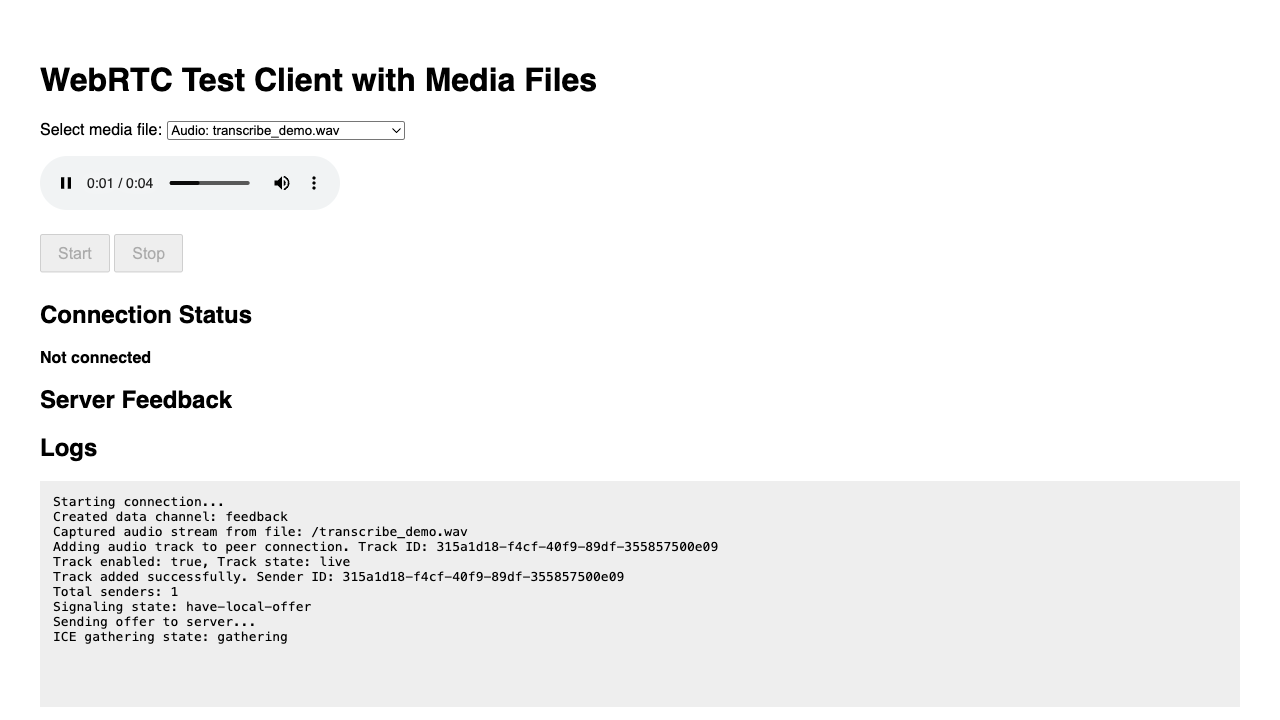 WebRTC Test Client with Media Files
Select media file: Audio: transcribe_demo.wav
0:01 / 0:04
Start Stop
Connection Status
Not connected
Server Feedback
Logs
Starting connection...
Created data channel: feedback
Captured audio stream from file: /transcribe_demo.wav
Adding audio track to peer connection. Track ID: 315a1d18-f4cf-40f9-89df-355857500e09
Track enabled: true, Track state: live
Track added successfully. Sender ID: 315a1d18-f4cf-40f9-89df-355857500e09
Total senders: 1
Signaling state: have-local-offer
Sending offer to server...
ICE gathering state: gathering